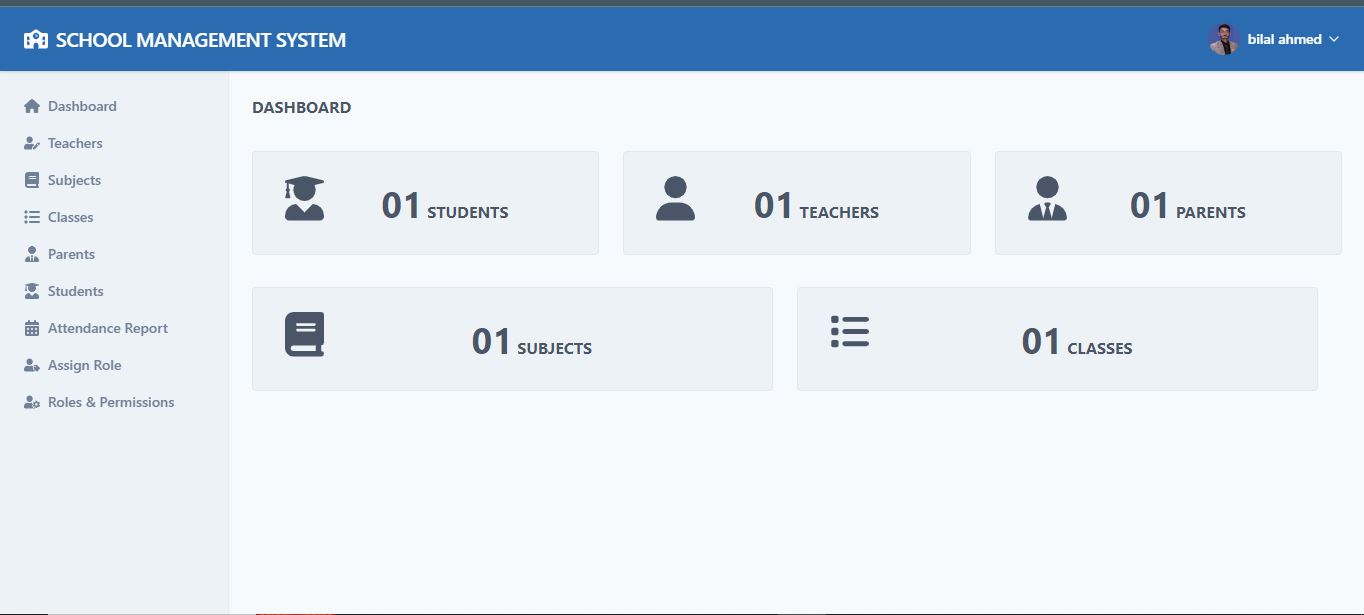 SCHOOL MANAGEMENT SYSTEM
bilal ahmed
Dashboard
Teachers
Subjects
Classes
Parents
Students
Attendance Report
Assign Role
Roles & Permissions
DASHBOARD
01 STUDENTS
01 TEACHERS
01 PARENTS
01 SUBJECTS
01 CLASSES